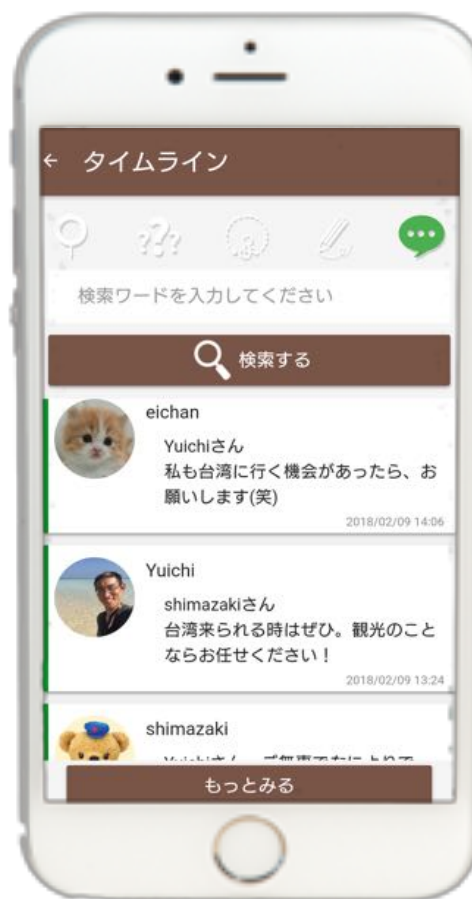 ← タイムライン
???
検索ワードを入力してください
検索する
eichan
Yuichiさん
私も台湾に行く機会があったら、お
願いします(笑)
2018/02/09 14:06
Yuichi
shimazakiさん
台湾来られる時はぜひ。観光のこと
ならお任せください！
2018/02/09 13:24
shimazaki
もっとみる